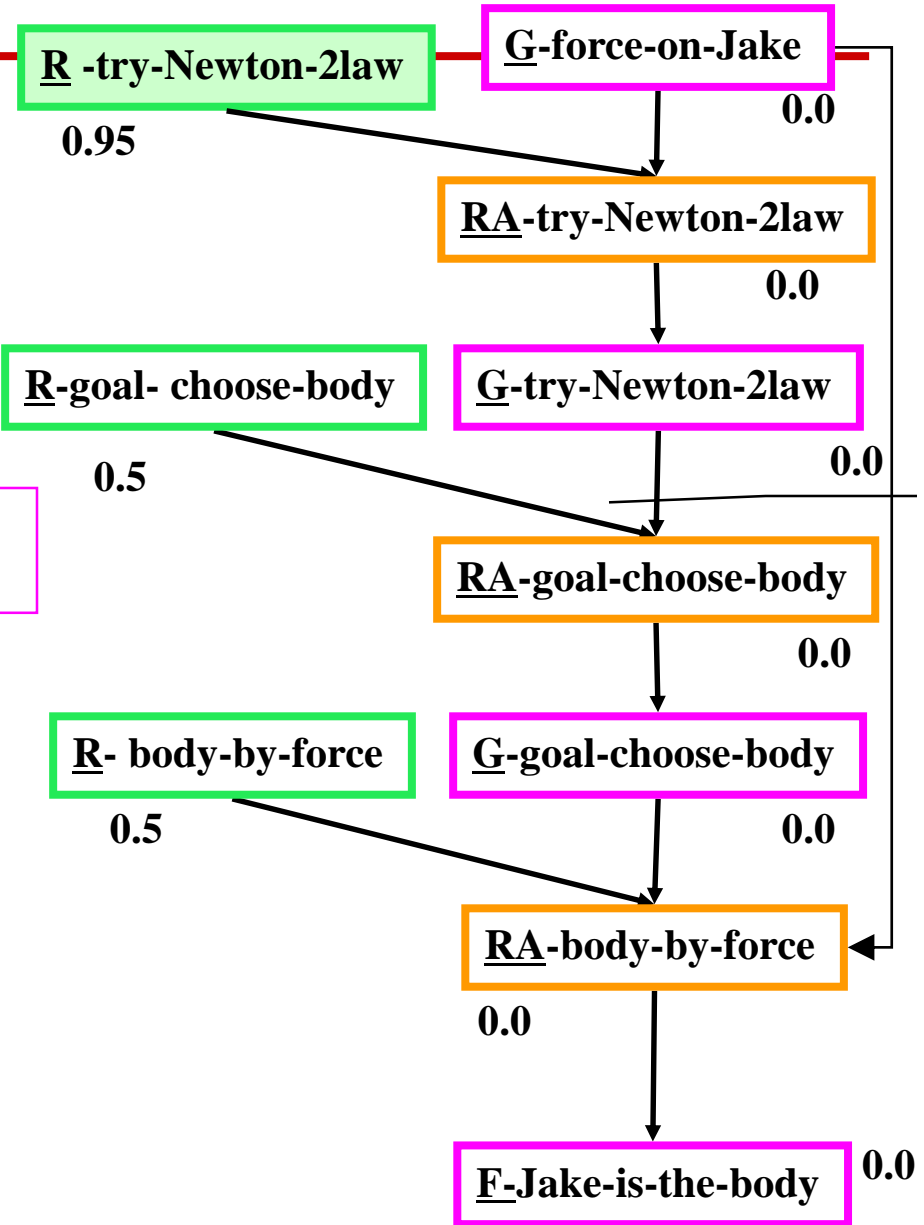 R -try-Newton-2law
G-force-on-Jake
0.95
0.0
RA-try-Newton-2law
0.0
R-goal- choose-body
G-try-Newton-2law
0.5
0.0
RA-goal-choose-body
0.0
R- body-by-force
G-goal-choose-body
0.5
0.0
RA-body-by-force
0.0
F-Jake-is-the-body
0.0